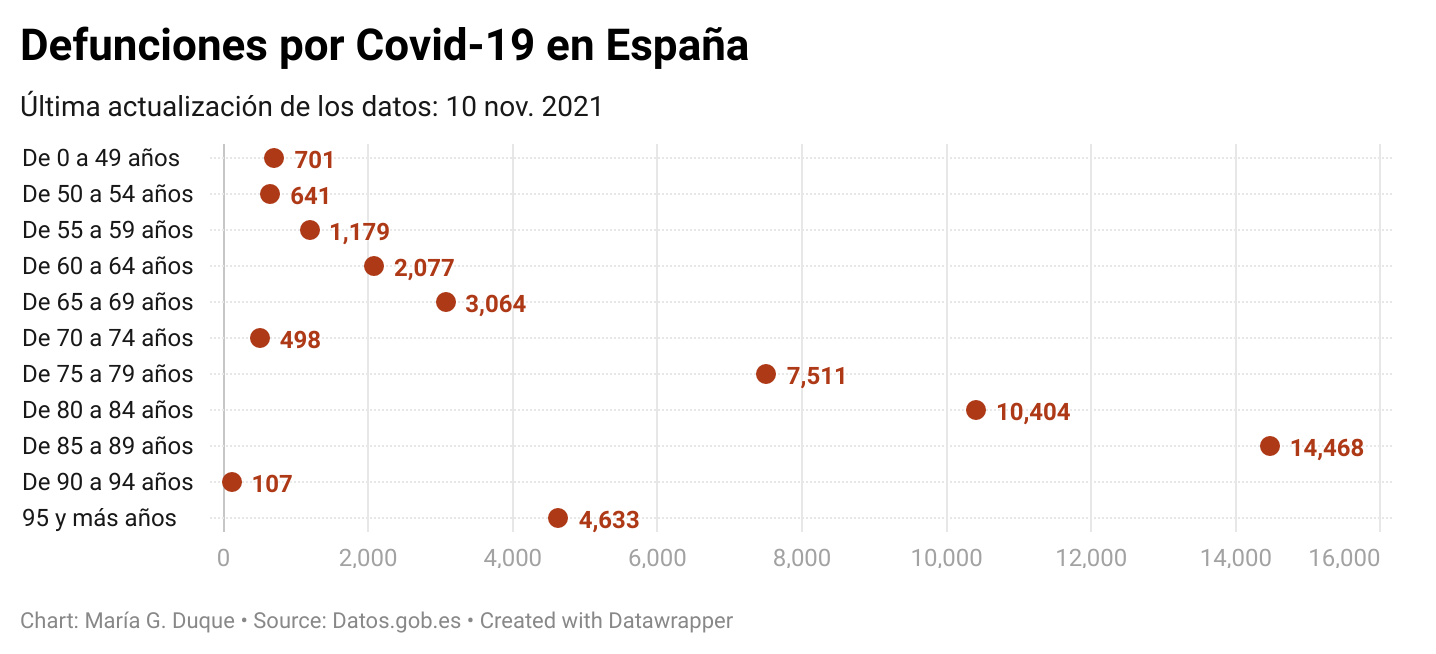 Defunciones por Covid-19 en España
Última actualización de los datos: 10 nov. 2021
De 0 a 49 años 701
De 50 a 54 años 641
De 55 a 59 años 1,179
De 60 a 64 años 2,077
De 65 a 69 años 3,064
De 70 a 74 años 498
De 75 a 79 años 7,511
De 80 a 84 años 10,404
De 85 a 89 años 14,468
De 90 a 94 años 107
95 y más años 4,633
0 2,000 4,000 6,000 8,000 10,000 12,000 14,000 16,000
Chart: María G. Duque • Source: Datos.gob.es • Created with Datawrapper